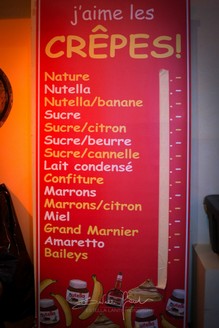 j'aime les
CRÊPES!
Nature
Nutella
Nutella/banane
Sucre
Sucre/citron
Sucre/beurre
Sucre/cannelle
Lait condensé
Confiture
Marrons
Marrons/citron
Miel
Grand Marnier
Amaretto
Baileys